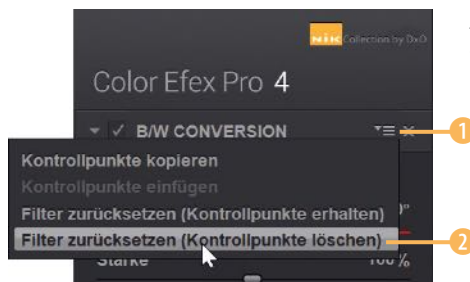 nik Collection by DxO
Color Efex Pro 4
B/W CONVERSION
1
Kontrollpunkte kopieren
Kontrollpunkte einfügen
Filter zurücksetzen (Kontrollpunkte erhalten)
Filter zurücksetzen (Kontrollpunkte löschen)
2
Stärke 100 %